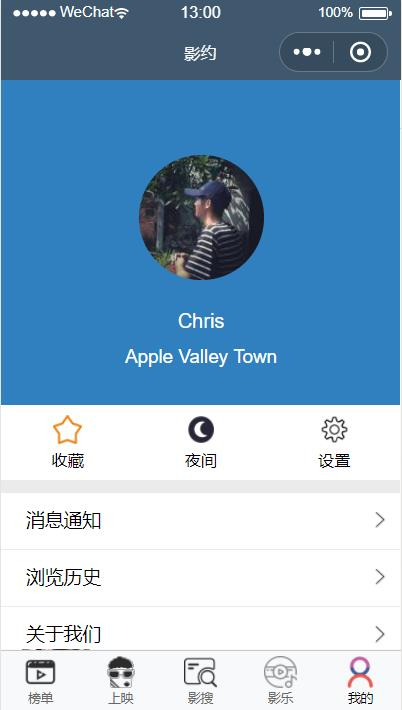 WeChat 13:00 100%
影约
Chris
Apple Valley Town
收藏 夜间 设置
消息通知
浏览历史
关于我们
榜单 上映 影搜 影乐 我的